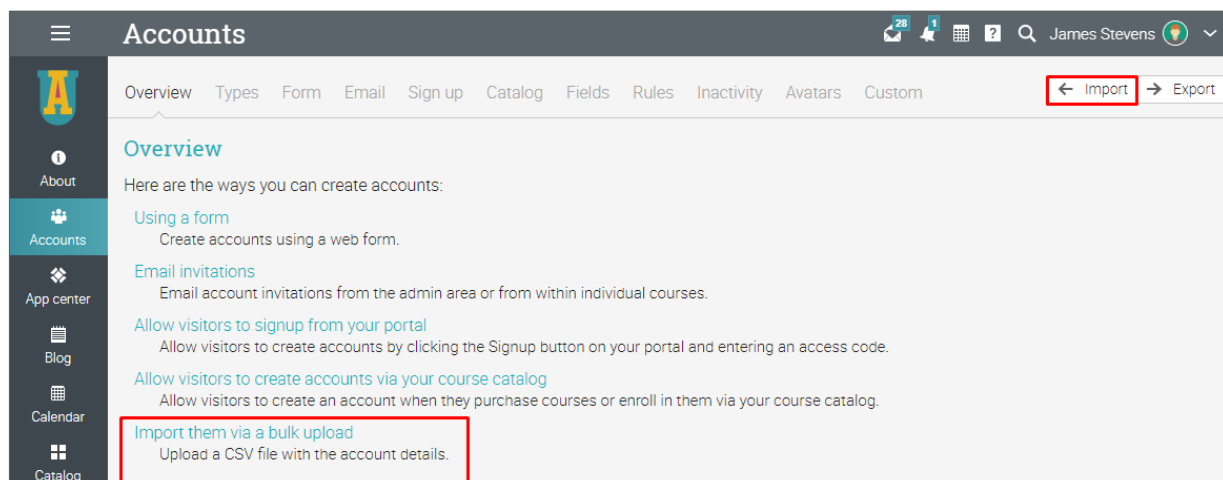 Accounts
28
1
?
James Stevens
A
Overview Types Form Email Sign up Catalog Fields Rules Inactivity Avatars Custom
Import Export
About
Accounts
App center
Blog
Calendar
Catalog
Overview
Here are the ways you can create accounts:
Using a form
Create accounts using a web form.
Email invitations
Email account invitations from the admin area or from within individual courses.
Allow visitors to signup from your portal
Allow visitors to create accounts by clicking the Signup button on your portal and entering an access code.
Allow visitors to create accounts via your course catalog
Allow visitors to create an account when they purchase courses or enroll in them via your course catalog.
Import them via a bulk upload
Upload a CSV file with the account details.